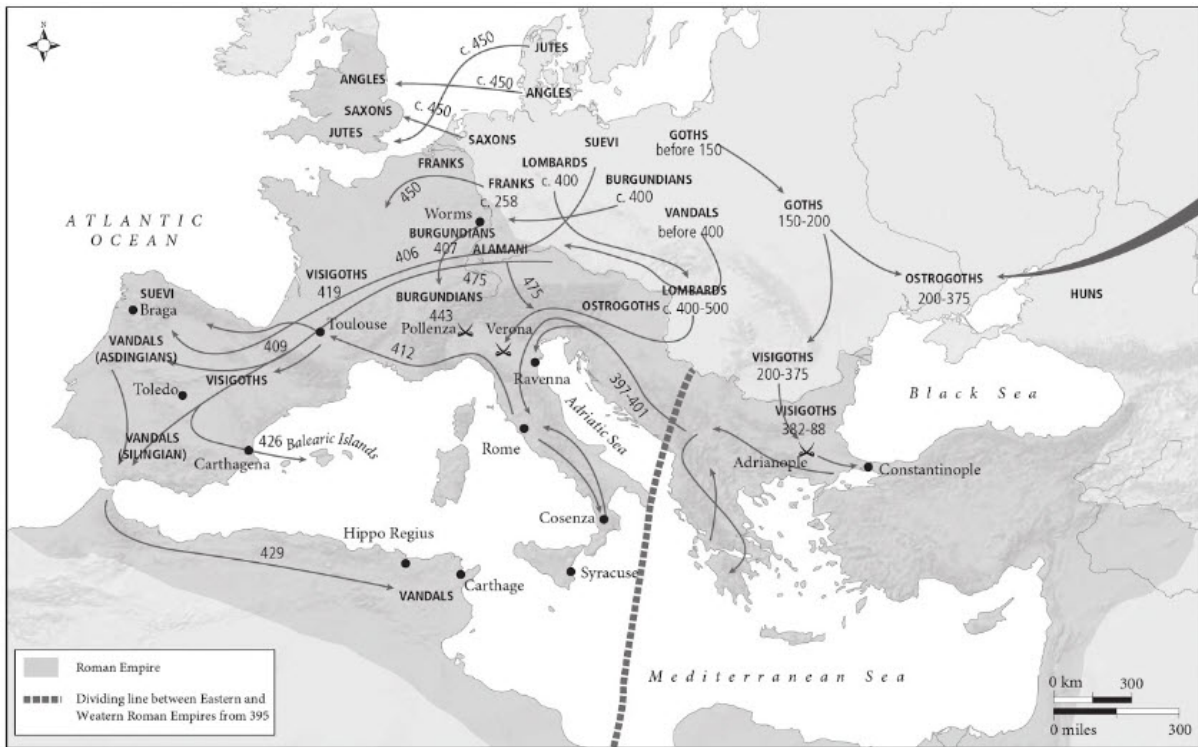 N
c. 450
JUTES
ANGLES
c. 450
ANGLES
SAXONS
c. 450
JUTES
SAXONS
SUEVI
GOTHS
before 150
FRANKS
LOMBARDS
c. 400
450
FRANKS
c. 258
BURGUNDIANS
c. 400
GOTHS
150-200
Worms
VANDALS
before 400
ATLANTIC
OCEAN
BURGUNDIANS
407
406
ALAMANI
VISIGOTHS
419
475
475
OSTROGOTHS
200-375
HUNS
SUEVI
Braga
BURGUNDIANS
443
OSTROGOTHS
LOMBARDS
c. 400-500
Toulouse
Pollenza
Verona
VANDALS
(ASDINGIANS)
409
412
VISIGOTHS
Ravenna
VISIGOTHS
200-375
Toledo
397-401
Black Sea
VISIGOTHS
382-88
Adriatic Sea
VANDALS
(SILINGIAN)
426
Balearic Islands
Rome
Carthagena
Adrianople
Constantinople
Cosenza
Hippo Regius
429
Carthage
VANDALS
Syracuse
Mediterranean Sea
Roman Empire
Dividing line between Eastern and
Weatern Roman Empires from 395
0 km 300
0 miles 300